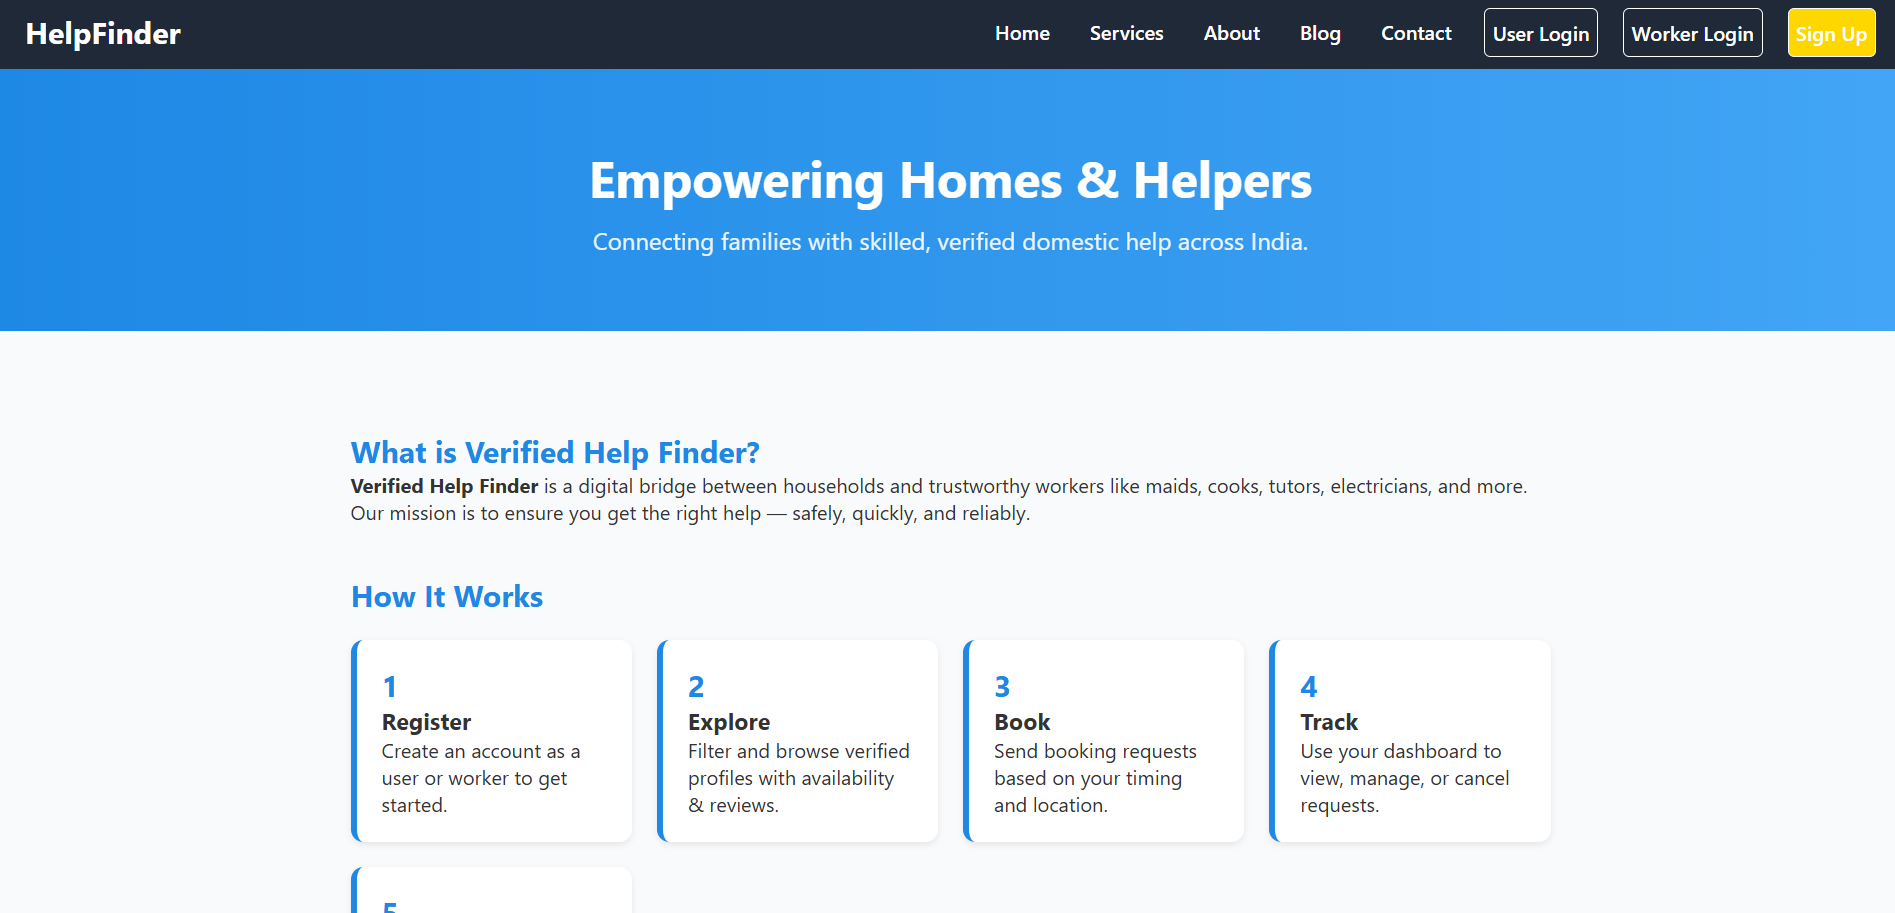 HelpFinder
Home
Services
About
Blog
Contact
User Login
Worker Login
Sign Up
Empowering Homes & Helpers
Connecting families with skilled, verified domestic help across India.
What is Verified Help Finder?
Verified Help Finder is a digital bridge between households and trustworthy workers like maids, cooks, tutors, electricians, and more.
Our mission is to ensure you get the right help — safely, quickly, and reliably.
How It Works
1
Register
Create an account as a
user or worker to get
started.
2
Explore
Filter and browse verified
profiles with availability
& reviews.
3
Book
Send booking requests
based on your timing
and location.
4
Track
Use your dashboard to
view, manage, or cancel
requests.
5